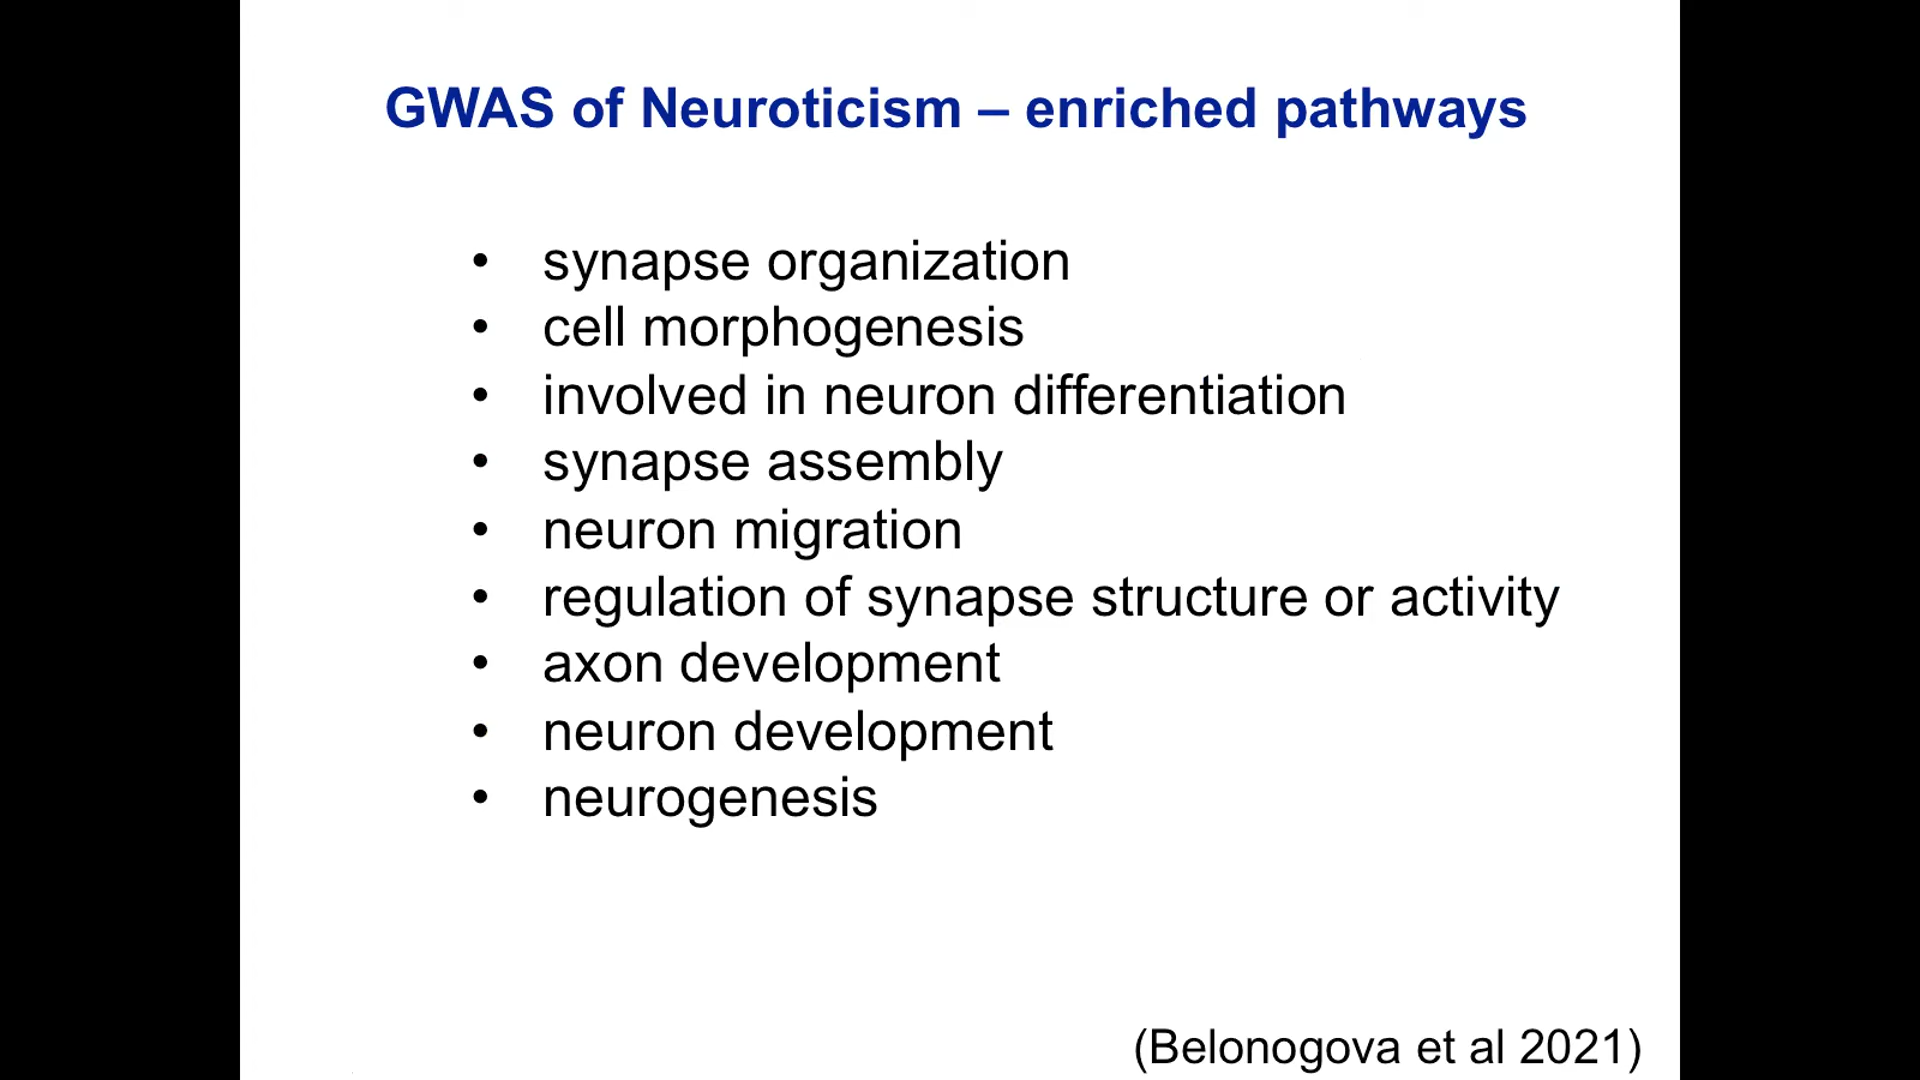 GWAS of Neuroticism – enriched pathways
• synapse organization
• cell morphogenesis
• involved in neuron differentiation
• synapse assembly
• neuron migration
• regulation of synapse structure or activity
• axon development
• neuron development
• neurogenesis
(Belonogova et al 2021)